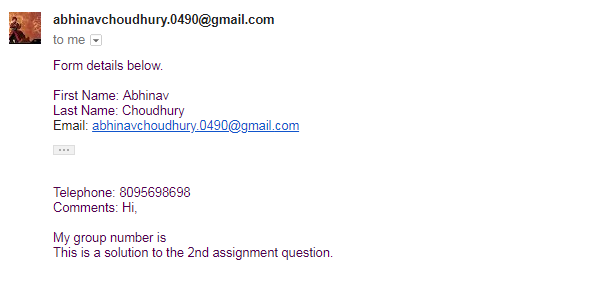 abhinavchoudhury.0490@gmail.com
to me
Form details below.
First Name: Abhinav
Last Name: Choudhury
Email: abhinavchoudhury.0490@gmail.com
...
Telephone: 8095698698
Comments: Hi,
My group number is
This is a solution to the 2nd assignment question.